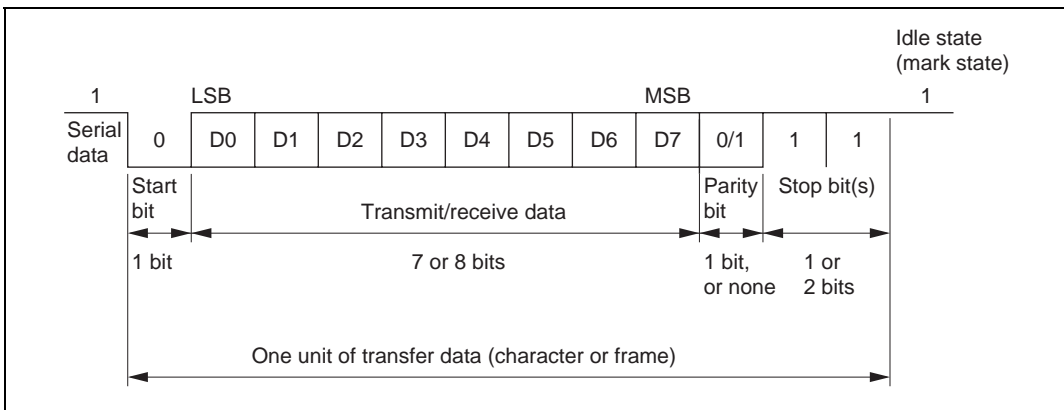 Idle state
(mark state)
1 LSB MSB 1
Serial
data
0 D0 D1 D2 D3 D4 D5 D6 D7 0/1 1 1
Start
bit
Transmit/receive data
Parity
bit
Stop bit(s)
1 bit
7 or 8 bits
1 bit,
or none
1 or
2 bits
One unit of transfer data (character or frame)